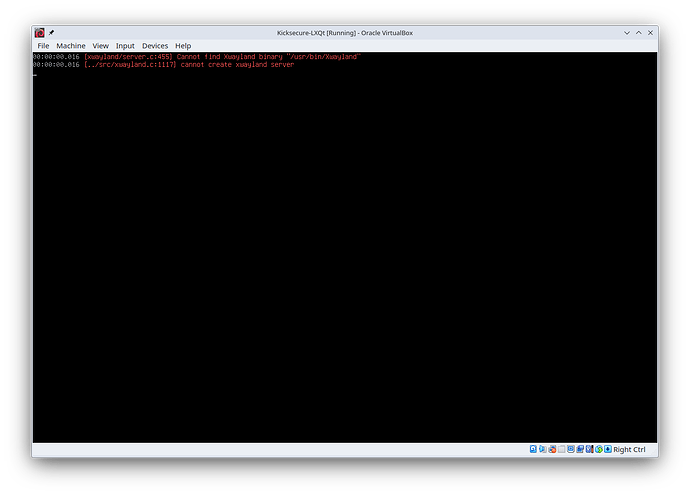 Kicksecure-LXQt [Running] - Oracle VirtualBox
File Machine View Input Devices Help
00:00:00.016 [xwayland/server.c:455] Cannot find Xwayland binary "/usr/bin/Xwayland"
00:00:00.016 [../src/xwayland.c:1117] cannot create xwayland server
Right Ctrl